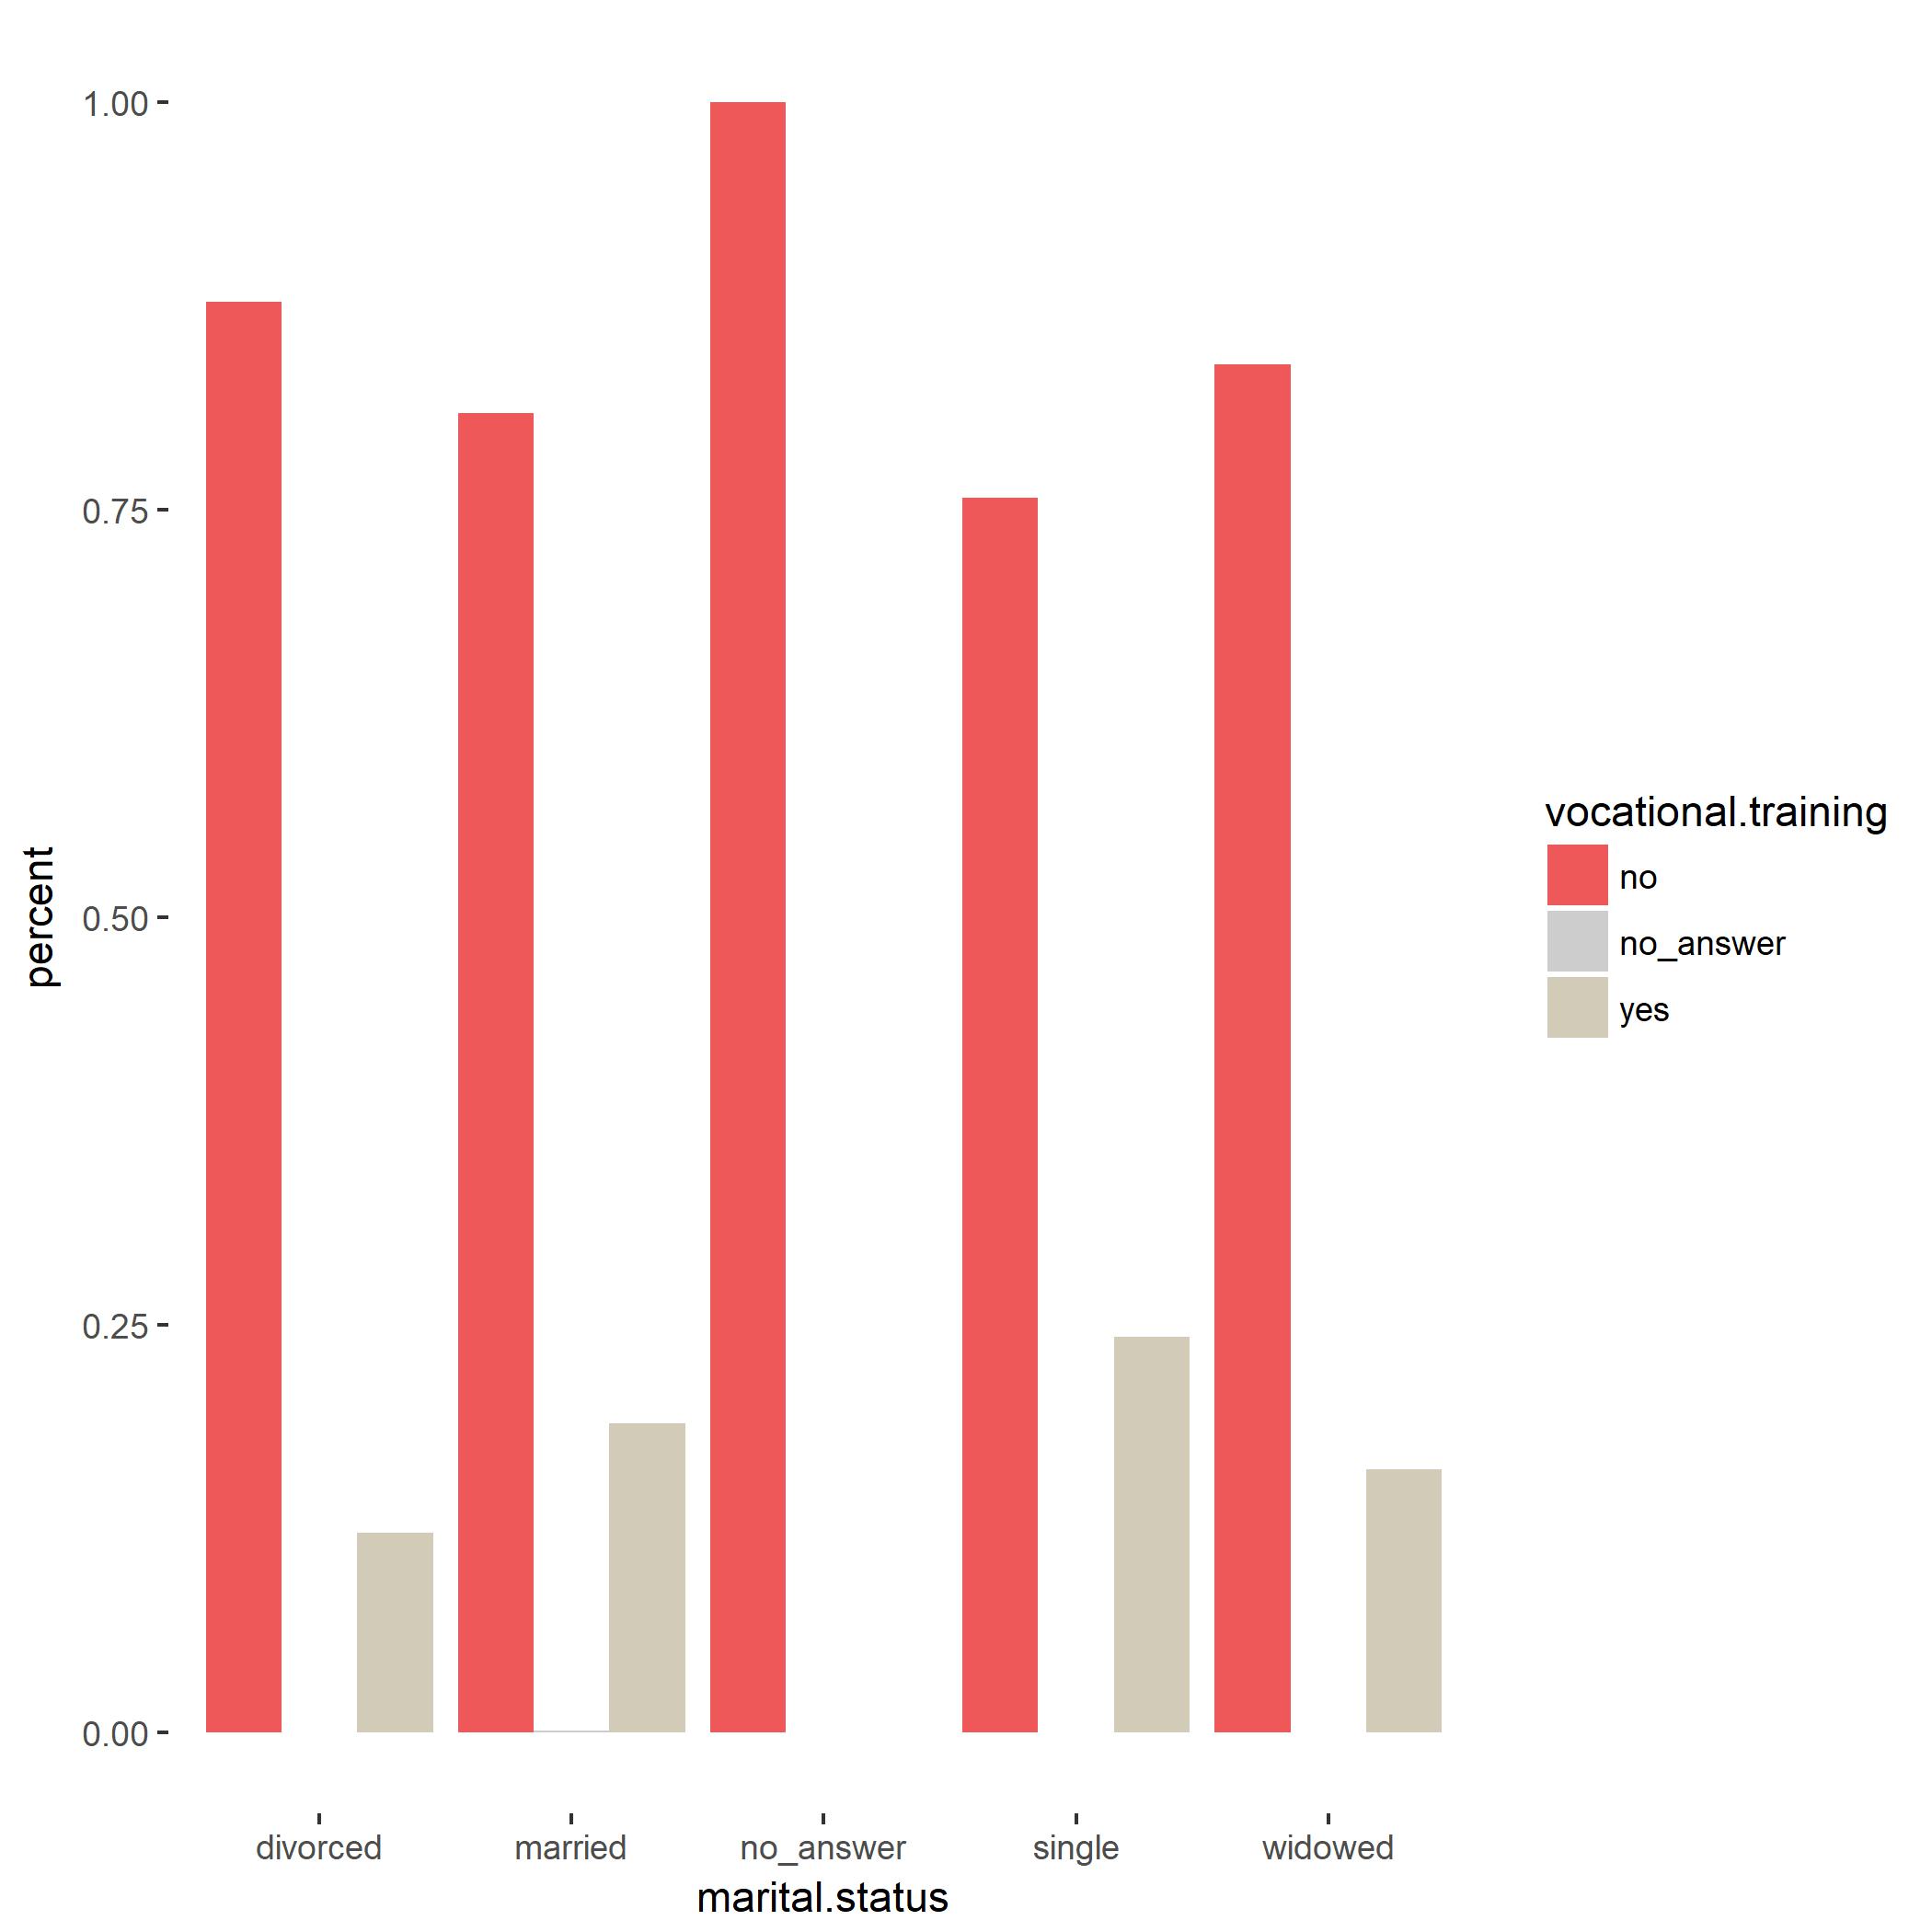 1.00
0.75
0.50
0.25
0.00
percent
divorced married no_answer single widowed
marital.status
vocational.training
no
no_answer
yes